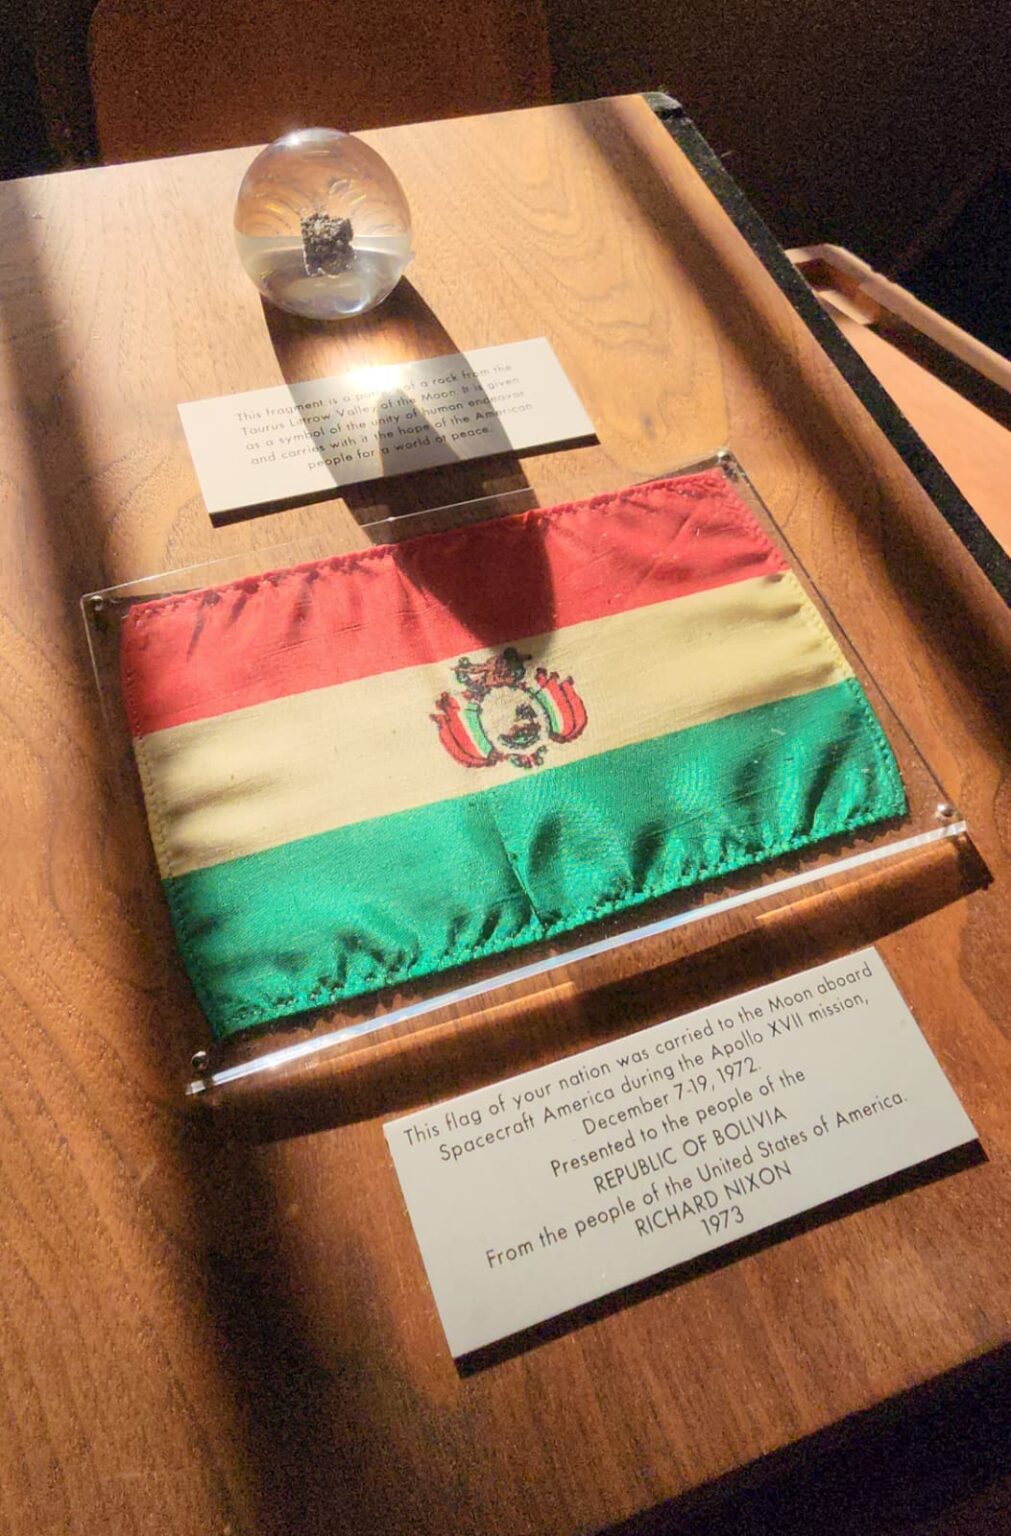 This fragment is a portion of a rock from the
Taurus Littrow Valley of the Moon. It is given
as a symbol of the unity of human endeavor
and carries with it the hope of the American
people for a world at peace.
This flag of your nation was carried to the Moon aboard
Spacecraft America during the Apollo XVII mission,
December 7-19, 1972.
Presented to the people of the
REPUBLIC OF BOLIVIA
From the people of the United States of America.
RICHARD NIXON
1973